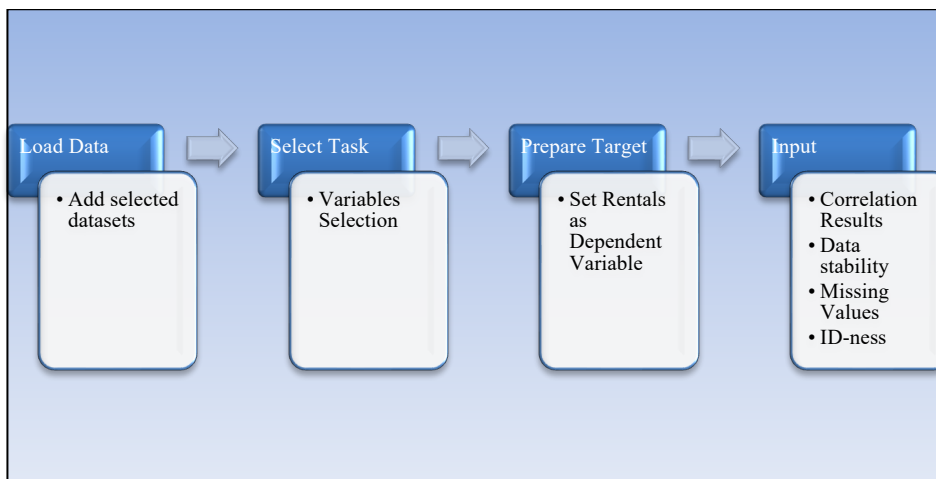 Load Data
• Add selected
datasets
Select Task
• Variables
Selection
Prepare Target
• Set Rentals
as
Dependent
Variable
Input
• Correlation
Results
• Data
stability
• Missing
Values
• ID-ness